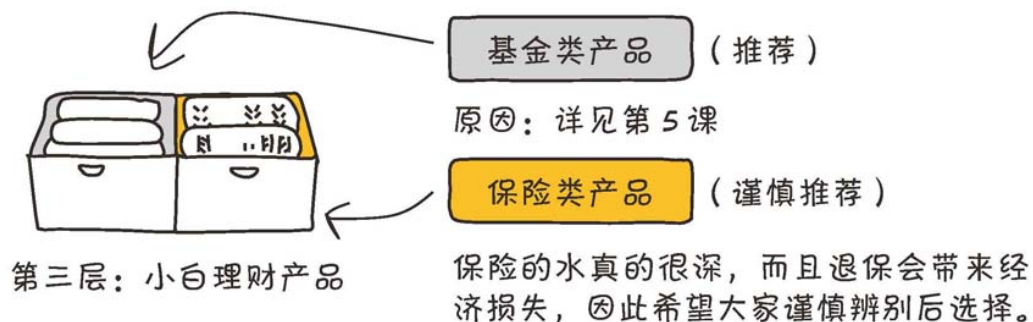 基金类产品（推荐）
原因：详见第5课
保险类产品（谨慎推荐）
第三层：小白理财产品
保险的水真的很深，而且退保会带来经
济损失，因此希望大家谨慎辨别后选择。